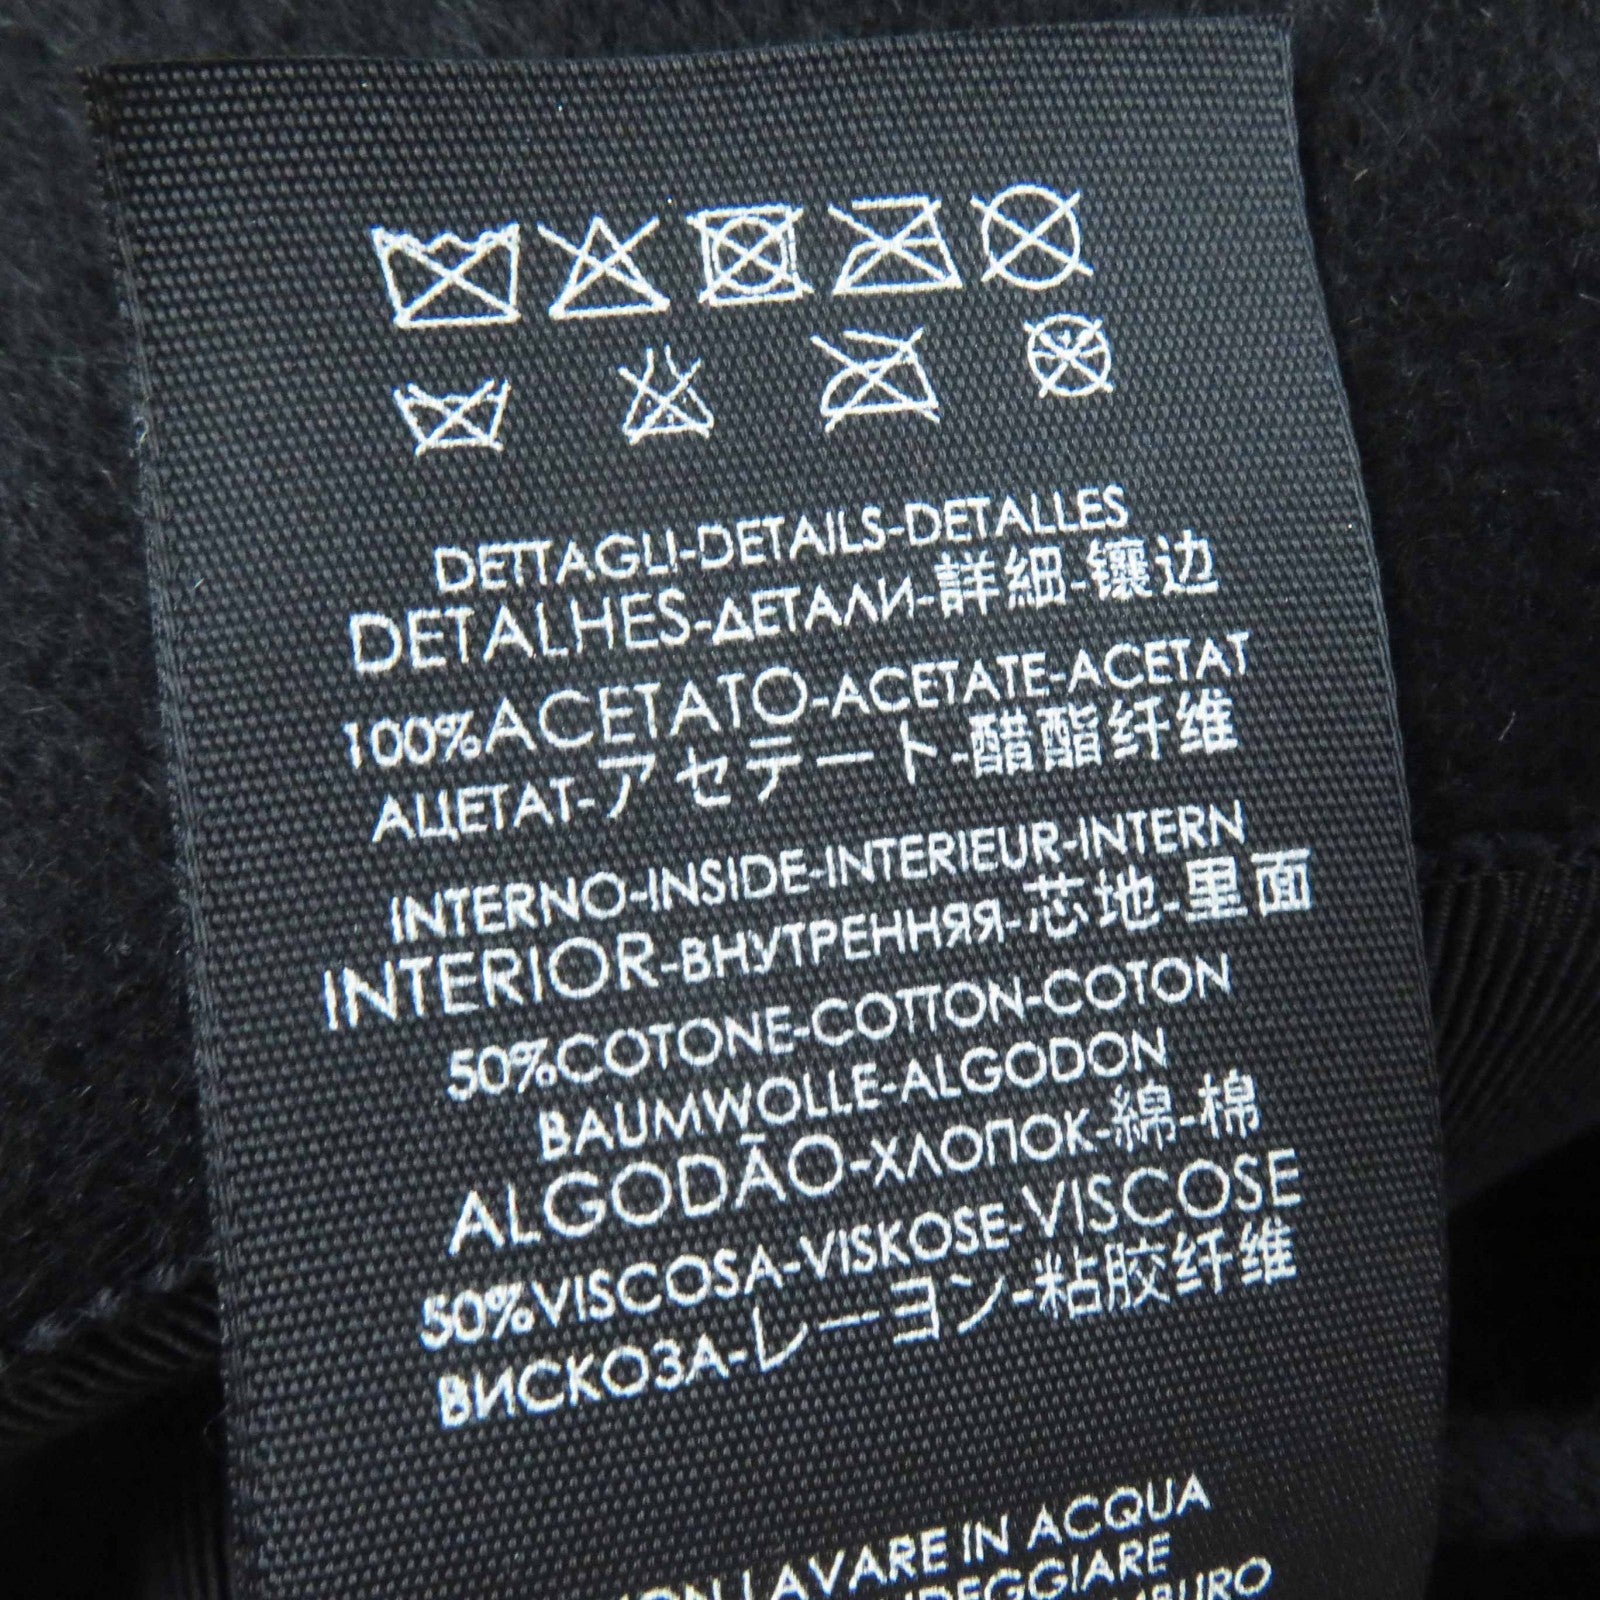 DETTAGLI-DETAILS-DETALLES
DETALHES-ДЕТАЛИ-詳細-镶边
100%ACETATO-ACETATE-ACETAT
АЦЕТАТ-アセテート-醋酯纤维
INTERNO-INSIDE-INTERIEUR-INTERN
INTERIOR-ВНУТРЕННЯЯ-芯地-里面
50%COTONE-COTTON-COTON
BAUMWOLLE-ALGODON
ALGODÃO-ХЛОПОК-綿-棉
50%VISCOSA-VISKOSE-VISCOSE
ВИСКОЗА-レーヨン-粘胶纤维
LAVARE IN ACQUA